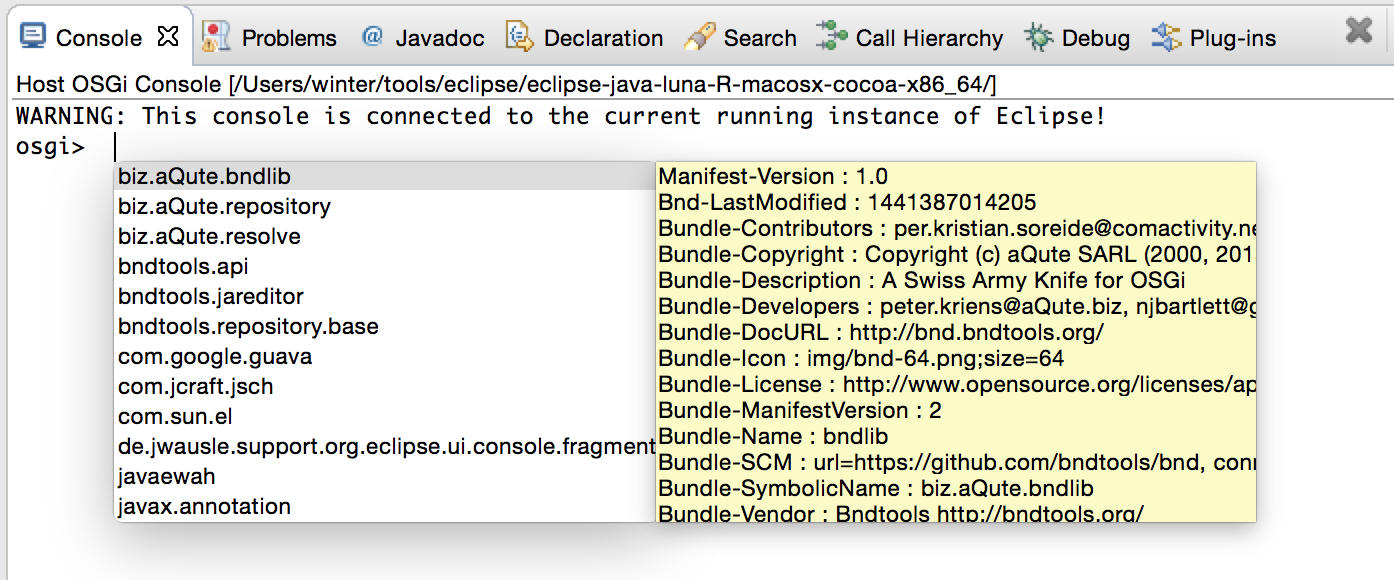 Console Problems Javadoc Declaration Search Call Hierarchy Debug Plug-ins
Host OSGi Console [/Users/winter/tools/eclipse/eclipse-java-luna-R-macosx-cocoa-x86_64/]
WARNING: This console is connected to the current running instance of Eclipse!
osgi>
biz.aQute.bndlib
biz.aQute.repository
biz.aQute.resolve
bndtools.api
bndtools.jareditor
bndtools.repository.base
com.google.guava
com.jcraft.jsch
com.sun.el
de.jwausle.support.org.eclipse.ui.console.fragment
javaewah
javax.annotation
Manifest-Version : 1.0
Bnd-LastModified : 1441387014205
Bundle-Contributors : per.kristian.soreide@comactivity.ne
Bundle-Copyright : Copyright (c) aQute SARL (2000, 201
Bundle-Description : A Swiss Army Knife for OSGi
Bundle-Developers : peter.kriens@aQute.biz, njbartlett@g
Bundle-DocURL : http://bnd.bndtools.org/
Bundle-Icon : img/bnd-64.png;size=64
Bundle-License : http://www.opensource.org/licenses/ap
Bundle-ManifestVersion : 2
Bundle-Name : bndlib
Bundle-SCM : url=https://github.com/bndtools/bnd, conn
Bundle-SymbolicName : biz.aQute.bndlib
Bundle-Vendor : Bndtools http://bndtools.org/